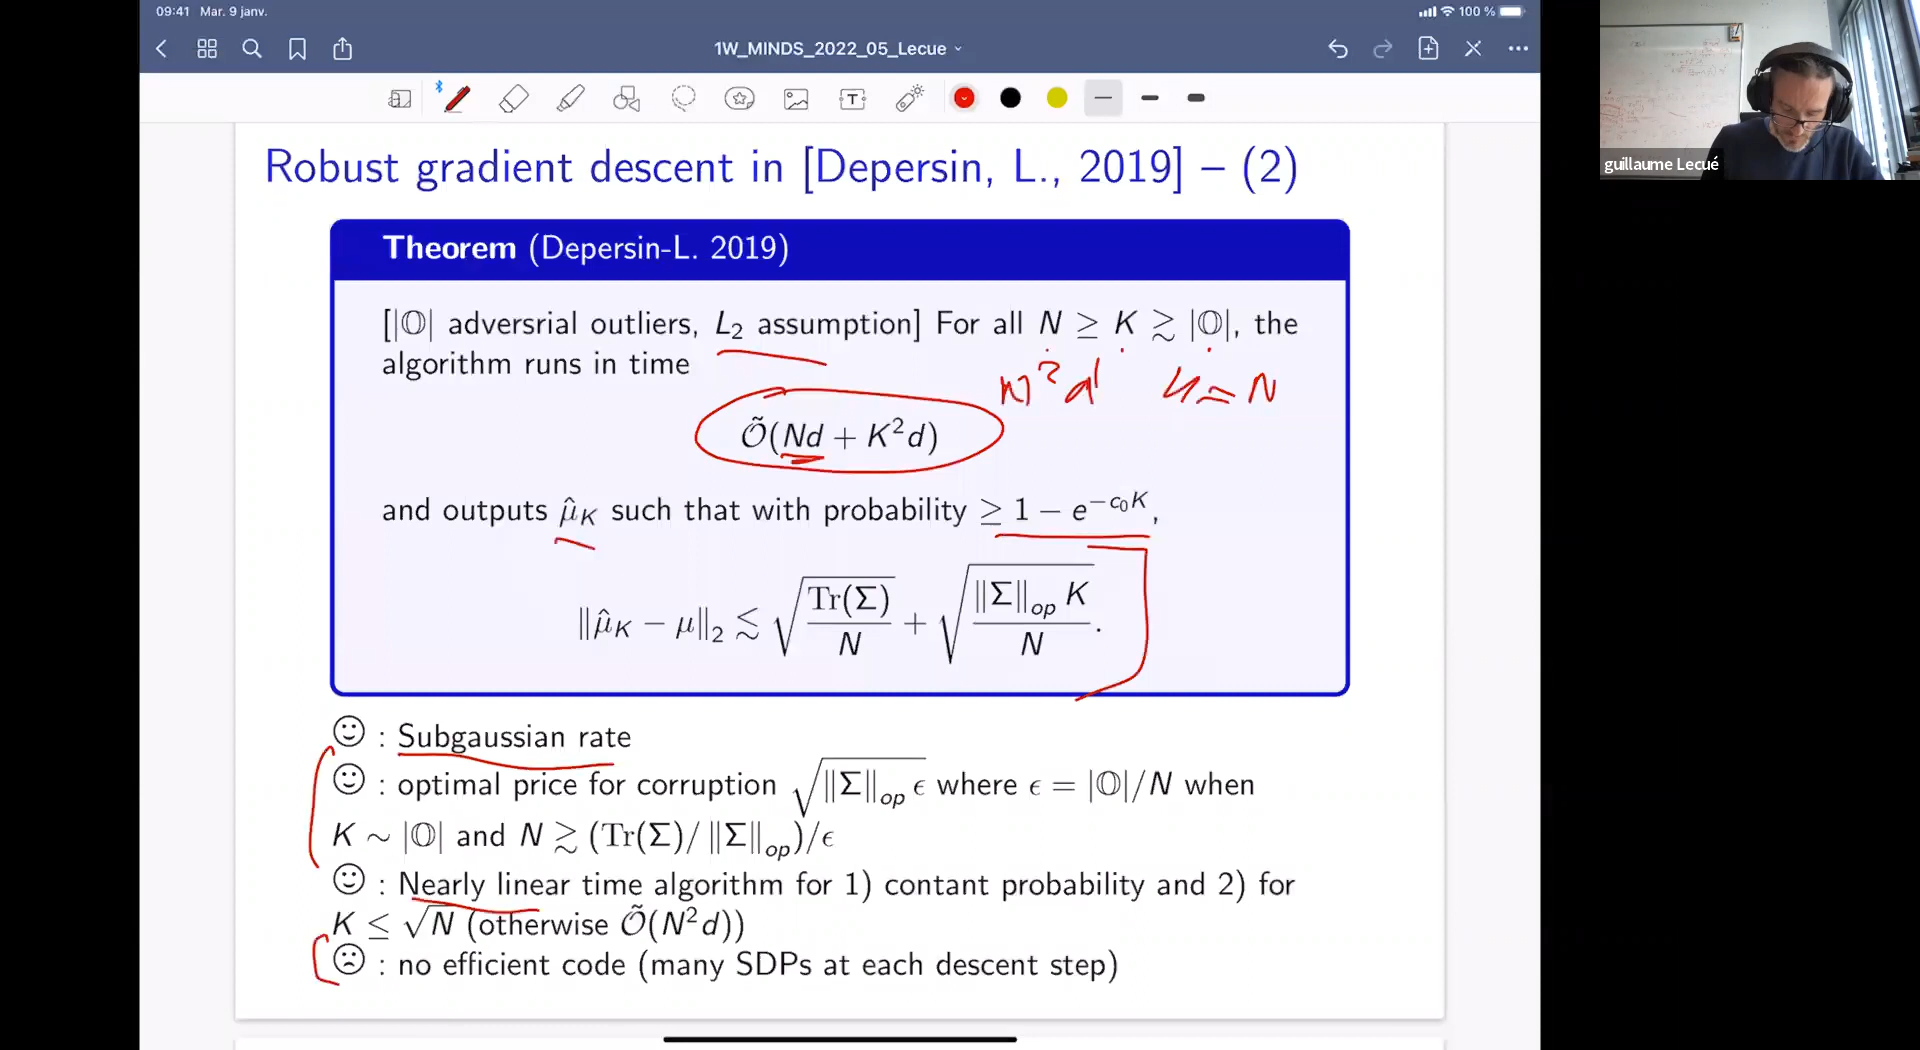 09:41 Mar. 9 janv.
100 %
1W_MINDS_2022_05_Lecue
guillaume Lecué
Robust gradient descent in [Depersin, L., 2019] – (2)
Theorem (Depersin-L. 2019)
[|𝕆| adversrial outliers, L₂ assumption] For all N ≥ K ≳ |𝕆|, the
algorithm runs in time
N²d K = N
Õ(Nd + K²d)
and outputs μ̂_K such that with probability ≥ 1 − e^{−c₀K},
‖μ̂_K − μ‖₂ ≲ √(Tr(Σ)/N) + √(‖Σ‖_op K/N).
☺ : Subgaussian rate
☺ : optimal price for corruption √(‖Σ‖_op ϵ) where ϵ = |𝕆|/N when
K ∼ |𝕆| and N ≳ (Tr(Σ)/ ‖Σ‖_op)/ϵ
☺ : Nearly linear time algorithm for 1) contant probability and 2) for
K ≤ √N (otherwise Õ(N²d))
☹ : no efficient code (many SDPs at each descent step)